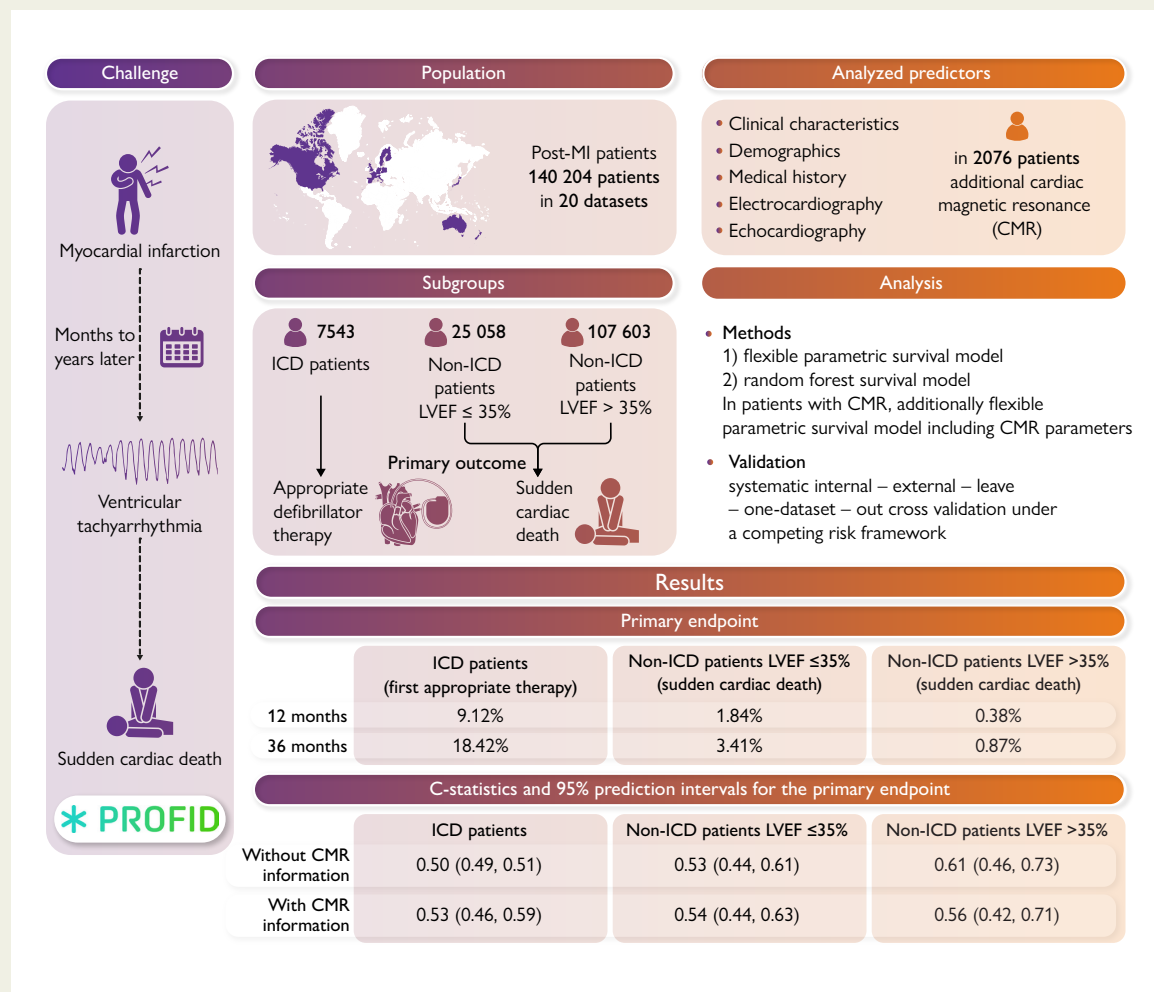 Challenge
Myocardial infarction
Months to
years later
Ventricular
tachyarrhythmia
Sudden cardiac death
PROFID
Population
Post-MI patients
140 204 patients
in 20 datasets
Analyzed predictors
• Clinical characteristics
• Demographics
• Medical history
• Electrocardiography
• Echocardiography
in 2076 patients
additional cardiac
magnetic resonance
(CMR)
Subgroups
7543
ICD patients
25 058
Non-ICD
patients
LVEF ≤ 35%
107 603
Non-ICD
patients
LVEF > 35%
Primary outcome
Appropriate
defibrillator
therapy
Sudden
cardiac
death
Analysis
• Methods
1) flexible parametric survival model
2) random forest survival model
In patients with CMR, additionally flexible
parametric survival model including CMR parameters
• Validation
systematic internal – external – leave
– one-dataset – out cross validation under
a competing risk framework
Results
Primary endpoint
ICD patients
(first appropriate therapy)
Non-ICD patients LVEF ≤35%
(sudden cardiac death)
Non-ICD patients LVEF >35%
(sudden cardiac death)
12 months 9.12% 1.84% 0.38%
36 months 18.42% 3.41% 0.87%
C-statistics and 95% prediction intervals for the primary endpoint
ICD patients Non-ICD patients LVEF ≤35% Non-ICD patients LVEF >35%
Without CMR
information
0.50 (0.49, 0.51) 0.53 (0.44, 0.61) 0.61 (0.46, 0.73)
With CMR
information
0.53 (0.46, 0.59) 0.54 (0.44, 0.63) 0.56 (0.42, 0.71)